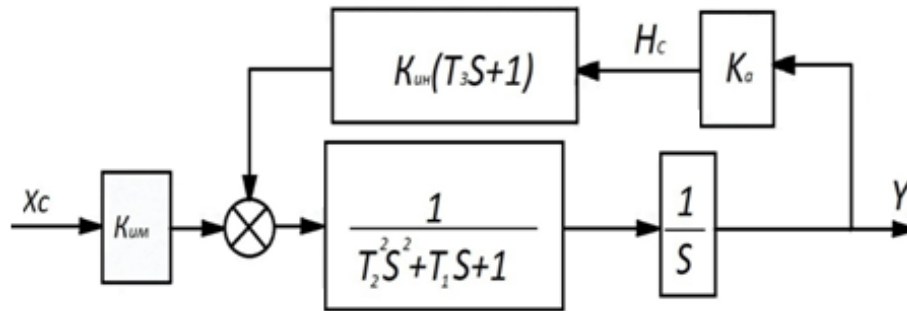 Kин(T₃S+1)
Hc
Ka
Xc
Kим
1
T₂²S²+T₁S+1
1
S
Y